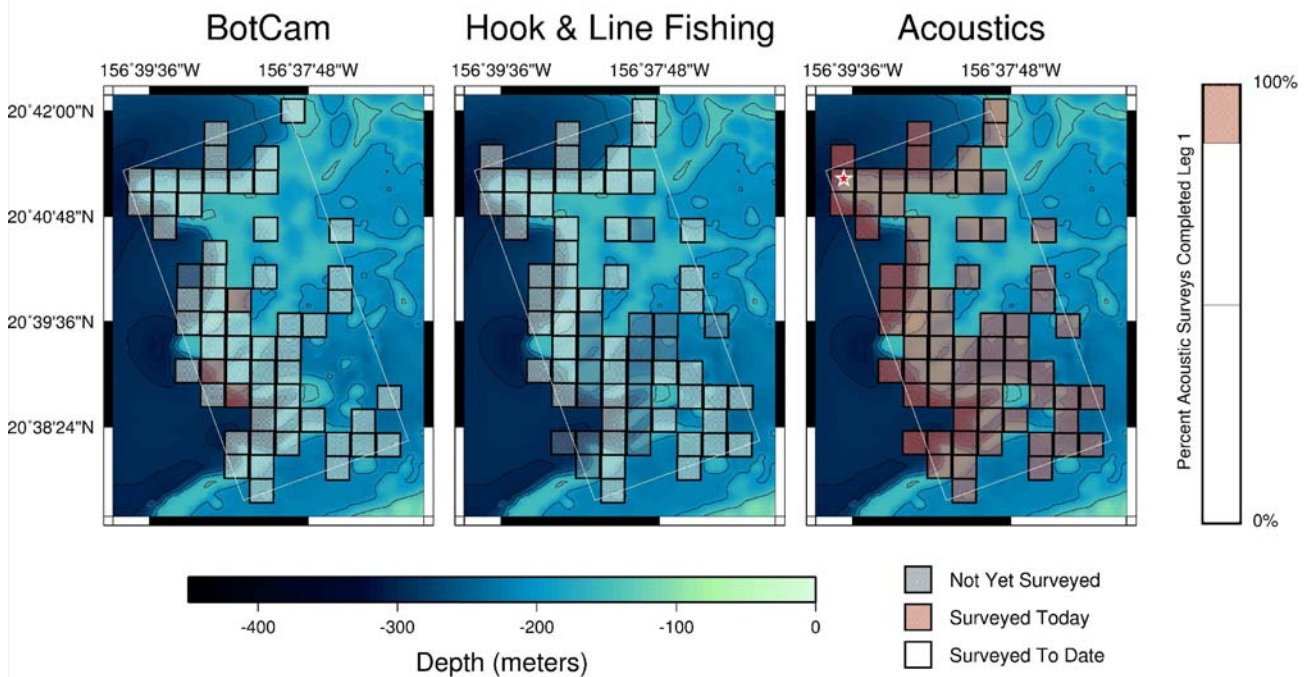 BotCam
Hook & Line Fishing
Acoustics
156˚39'36"W
156˚37'48"W
156˚39'36"W
156˚37'48"W
156˚39'36"W
156˚37'48"W
20˚42'00"N
20˚40'48"N
20˚39'36"N
20˚38'24"N
100%
Percent Acoustic Surveys Completed Leg 1
0%
-400
-300
-200
-100
0
Depth (meters)
Not Yet Surveyed
Surveyed Today
Surveyed To Date